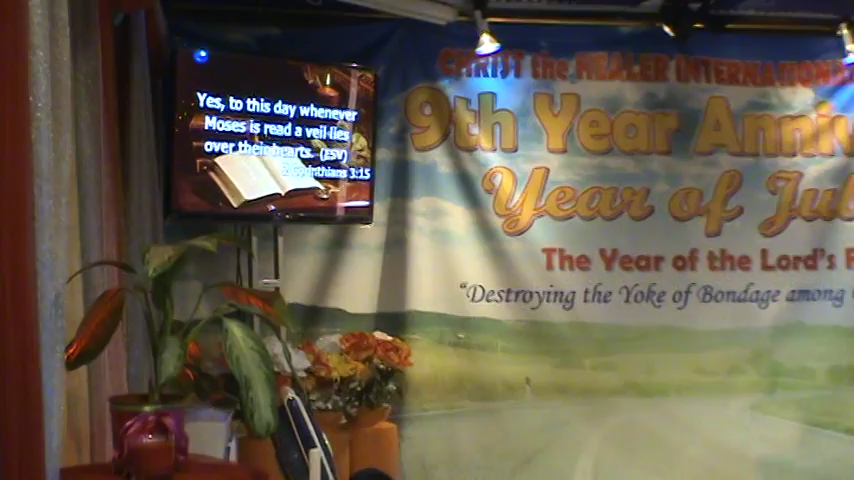 Yes, to this day whenever
Moses is read a veil lies
over their hearts. (ESV)
2 Corinthians 3:15
CHRIST the HEALER INTERNATIONAL
9th Year Anni
Year of Jul
The Year of the Lord's
"Destroying the Yoke of Bondage among